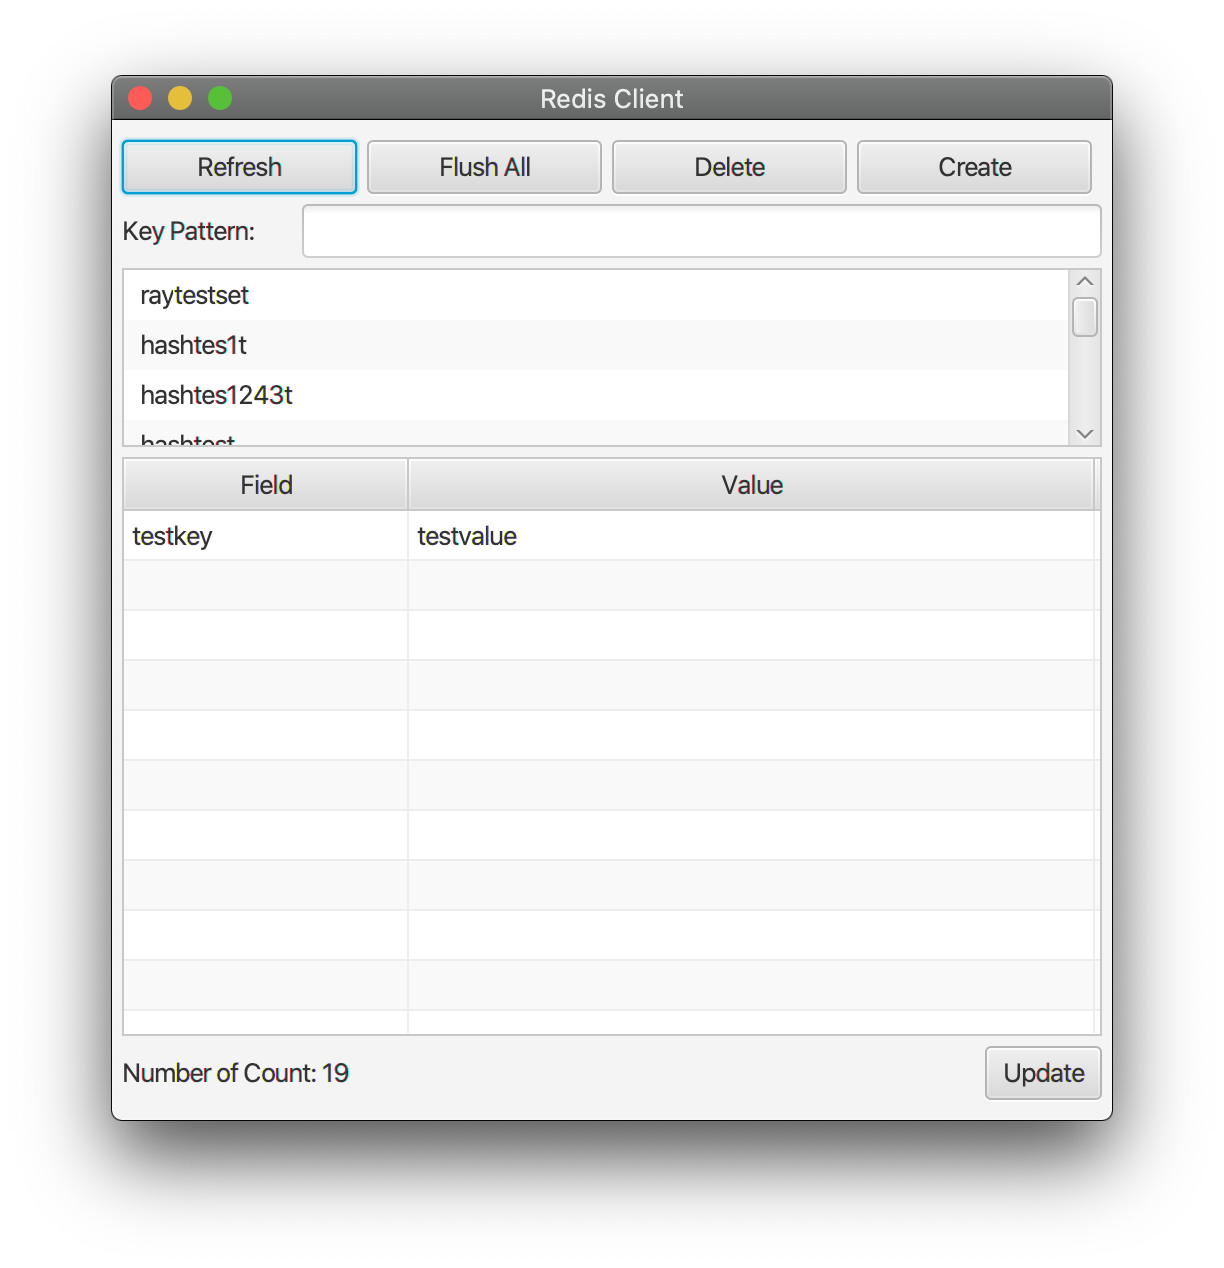 Redis Client
Refresh Flush All Delete Create
Key Pattern:
raytestset
hashtes1t
hashtes1243t
hashtest
Field Value
testkey testvalue
Number of Count: 19 Update